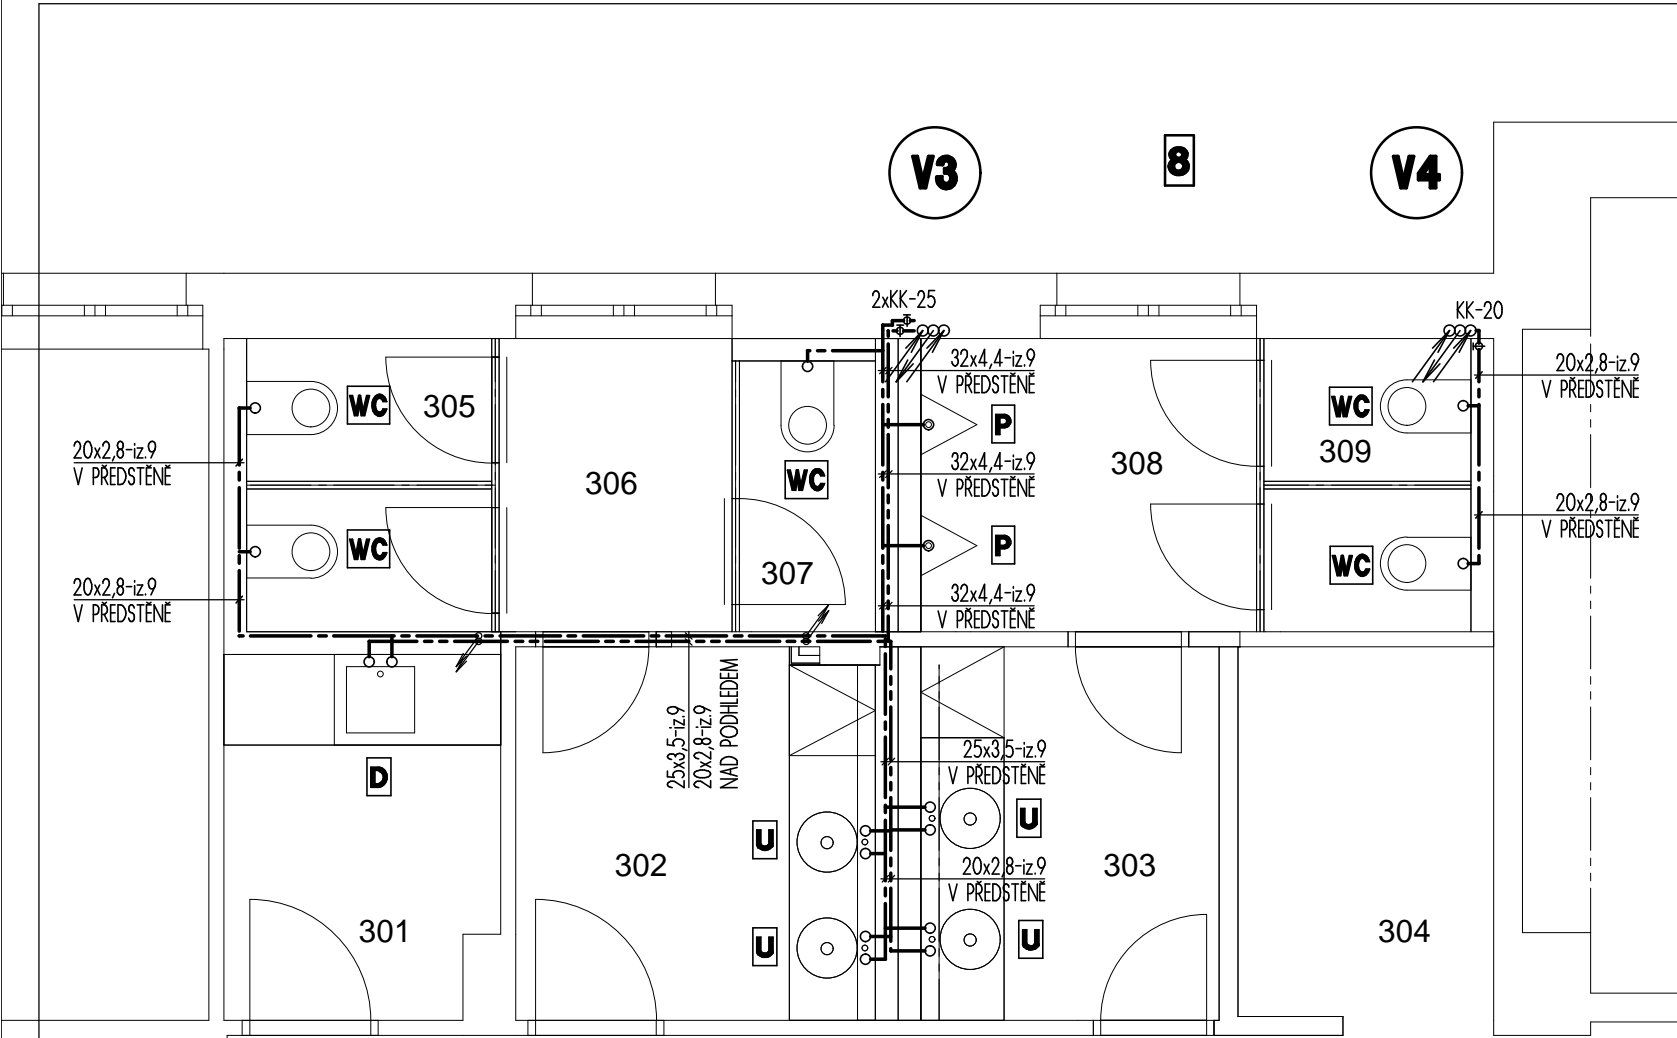 V3
8
V4
2xKK-25
KK-20
32x4,4-iz.9
V PŘEDSTĚNĚ
20x2,8-iz.9
V PŘEDSTĚNĚ
WC
305
P
WC
309
20x2,8-iz.9
V PŘEDSTĚNĚ
306
WC
32x4,4-iz.9
V PŘEDSTĚNĚ
308
20x2,8-iz.9
V PŘEDSTĚNĚ
WC
307
P
WC
20x2,8-iz.9
V PŘEDSTĚNĚ
32x4,4-iz.9
V PŘEDSTĚNĚ
25x3,5-iz.9
20x2,8-iz.9
NAD PODHLEDEM
25x3,5-iz.9
V PŘEDSTĚNĚ
D
U
U
302
20x2,8-iz.9
V PŘEDSTĚNĚ
303
301
U
U
304